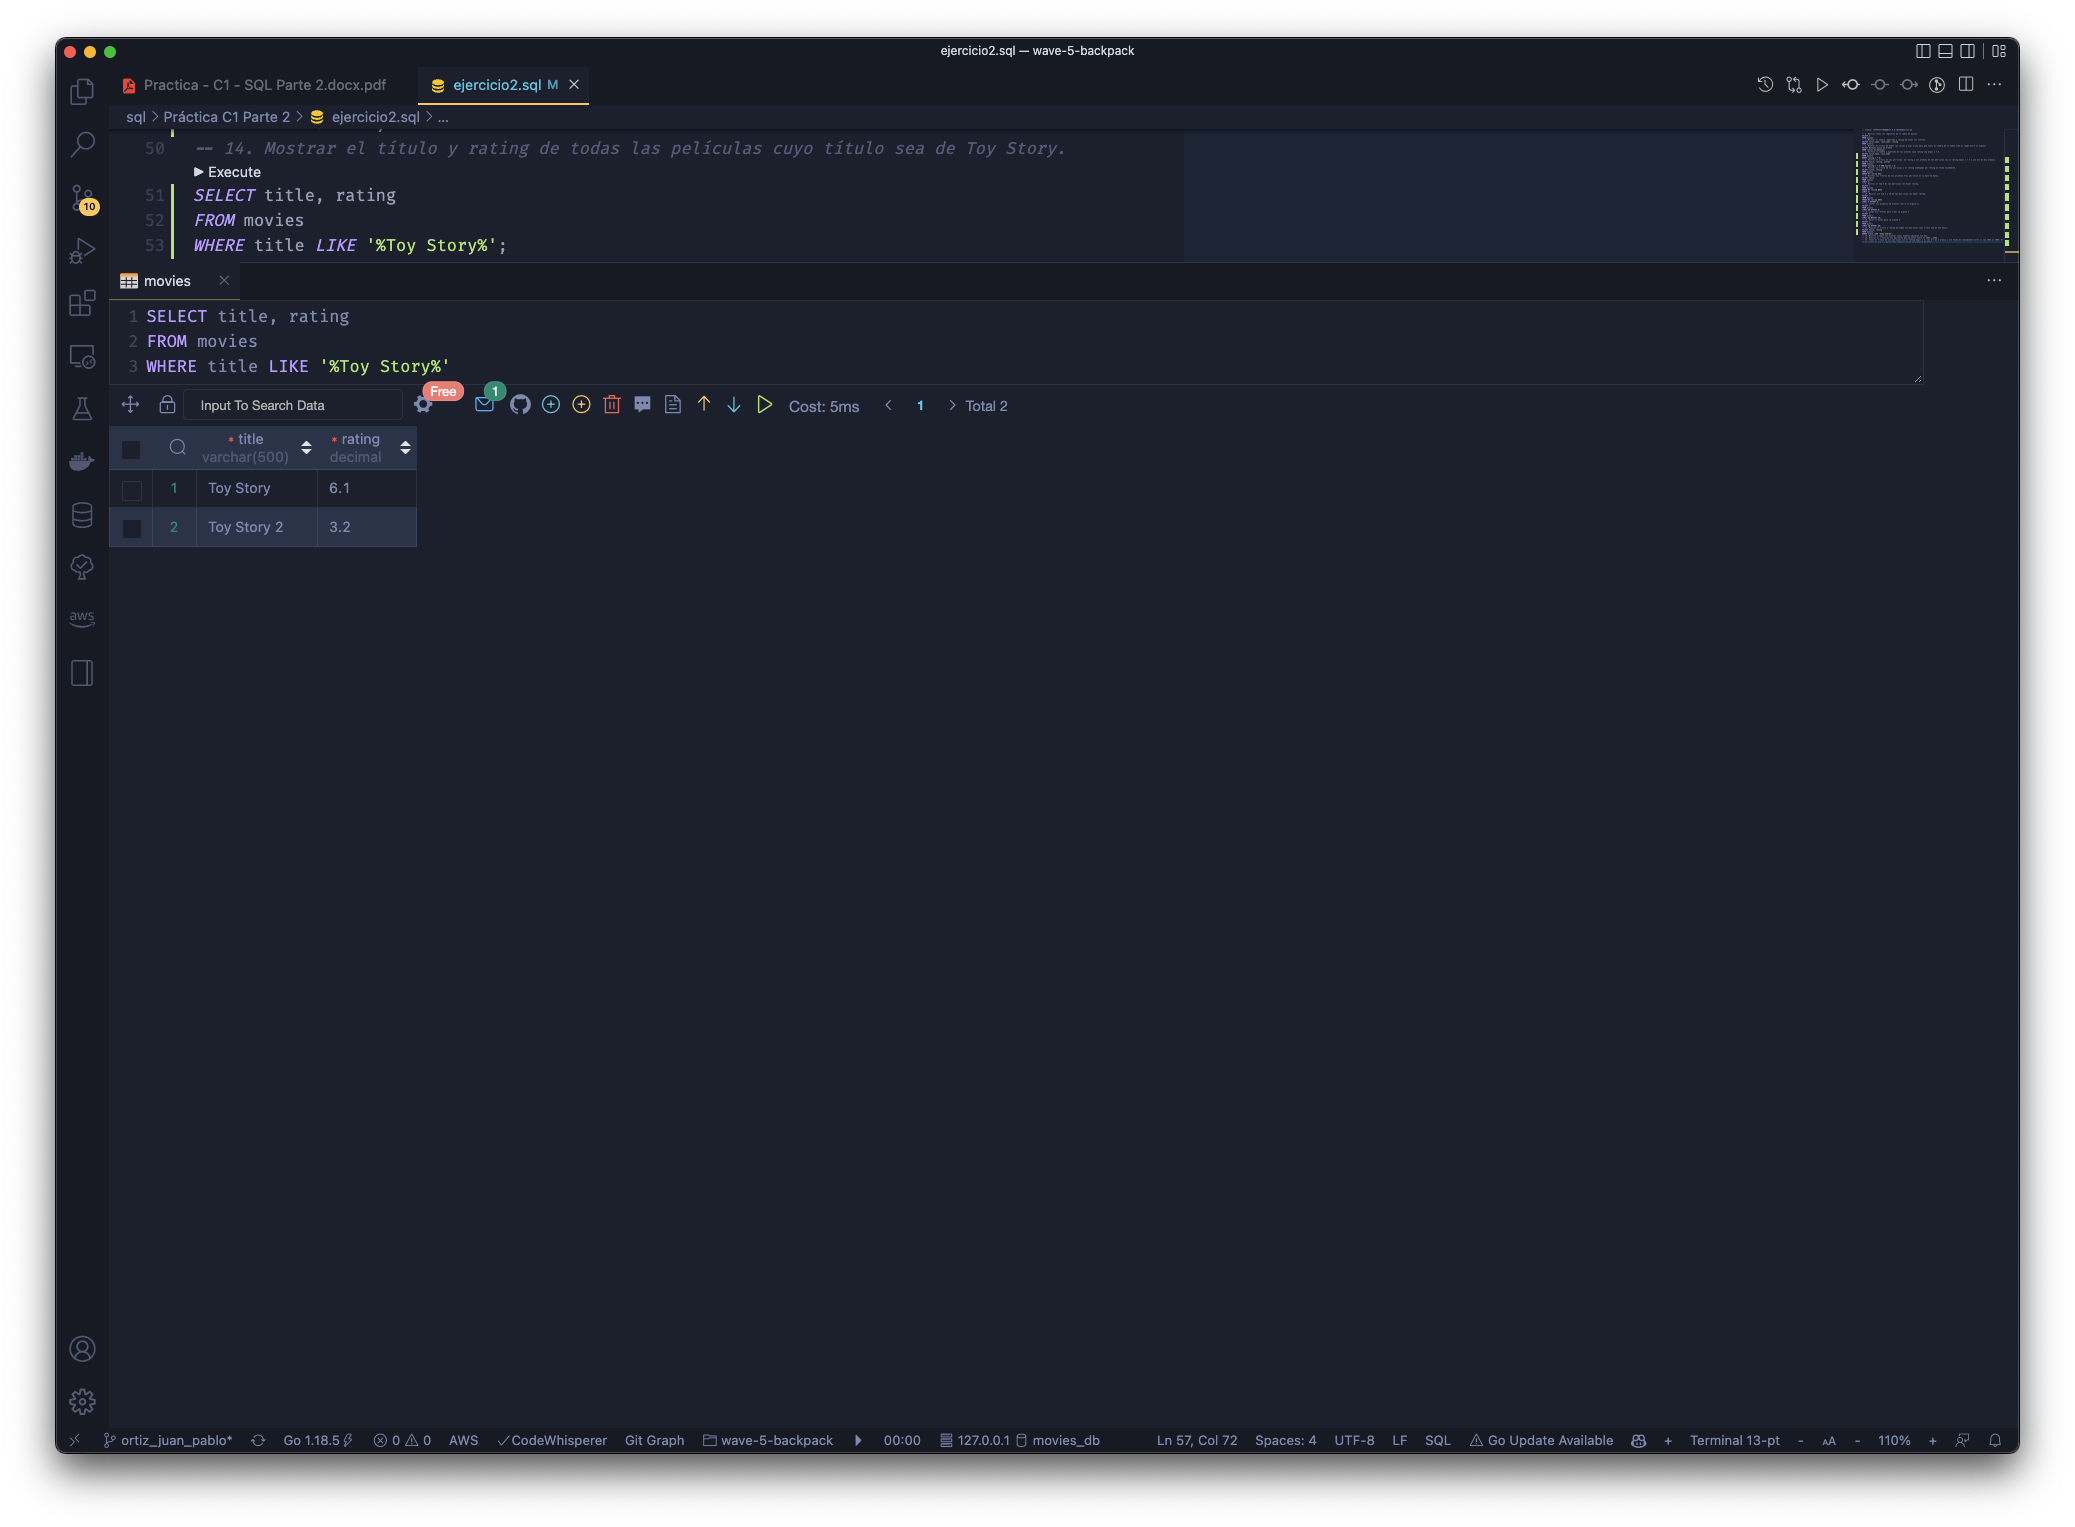 ejercicio2.sql — wave-5-backpack
Practica - C1 - SQL Parte 2.docx.pdf
ejercicio2.sql M
sql > Práctica C1 Parte 2 > ejercicio2.sql > ...
50 -- 14. Mostrar el título y rating de todas las películas cuyo título sea de Toy Story.
Execute
51 SELECT title, rating
52 FROM movies
53 WHERE title LIKE '%Toy Story%';
10
movies
1 SELECT title, rating
2 FROM movies
3 WHERE title LIKE '%Toy Story%'
Input To Search Data
Free
1
Cost: 5ms < 1 > Total 2
* title
varchar(500)
* rating
decimal
1 Toy Story 6.1
2 Toy Story 2 3.2
aws
ortiz_juan_pablo* Go 1.18.5 0 0 AWS CodeWhisperer Git Graph wave-5-backpack 00:00 127.0.0.1 movies_db Ln 57, Col 72 Spaces: 4 UTF-8 LF SQL Go Update Available + Terminal 13-pt - AA - 110% +